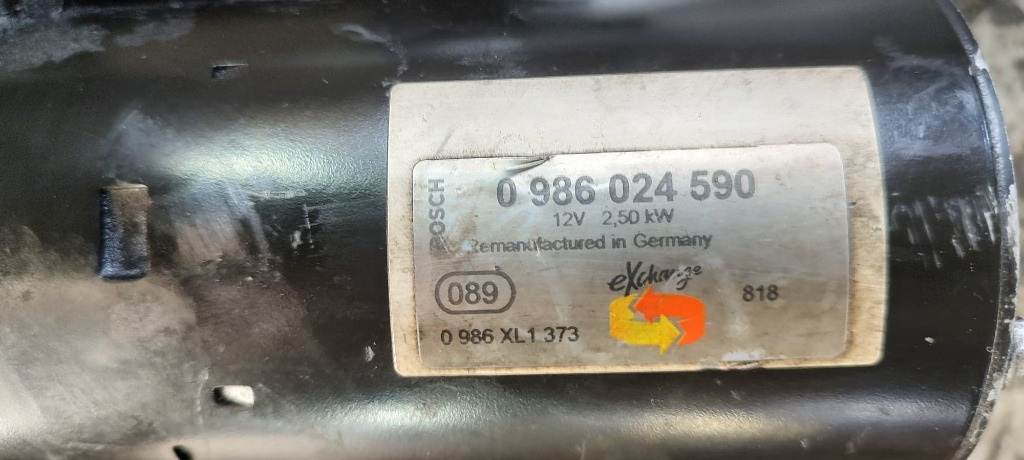 BOSCH
0 986 024 590
12V 2,50 kW
Remanufactured in Germany
eXchange
089
818
0 986 XL1 373